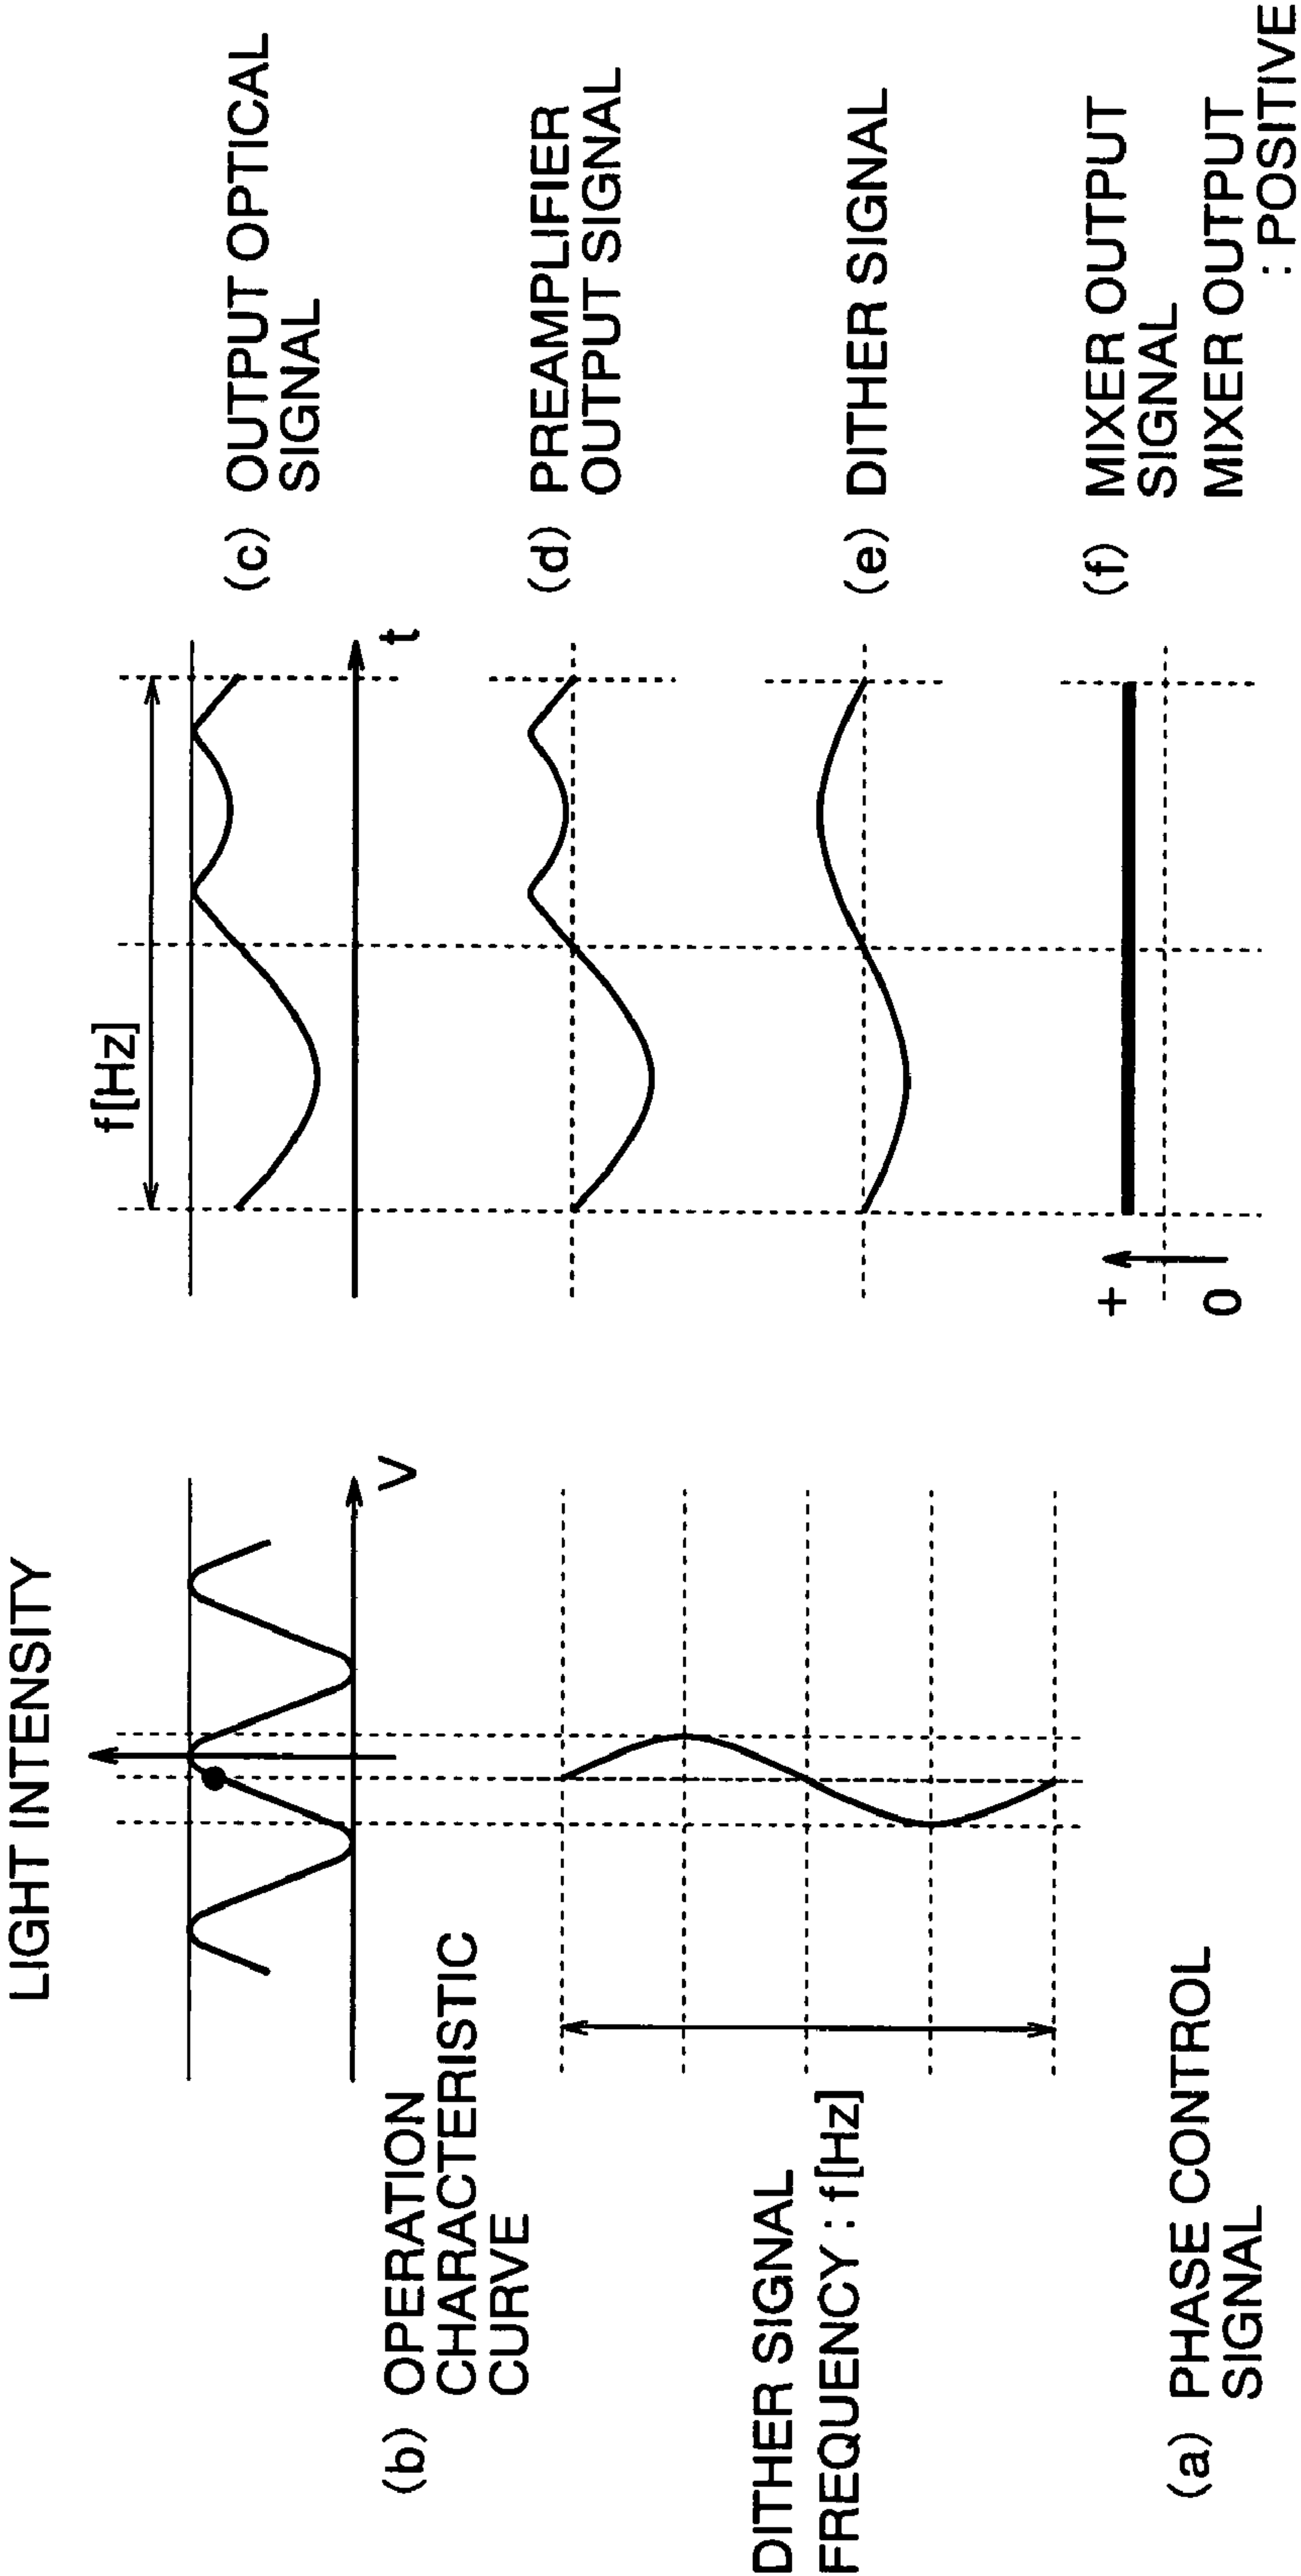 LIGHT INTENSITY
V
(b) OPERATION
CHARACTERISTIC
CURVE
DITHER SIGNAL
FREQUENCY : f[Hz]
(a) PHASE CONTROL
SIGNAL
f[Hz]
t
(c) OUTPUT OPTICAL
SIGNAL
(d) PREAMPLIFIER
OUTPUT SIGNAL
(e) DITHER SIGNAL
+
0
(f) MIXER OUTPUT
SIGNAL
MIXER OUTPUT
: POSITIVE